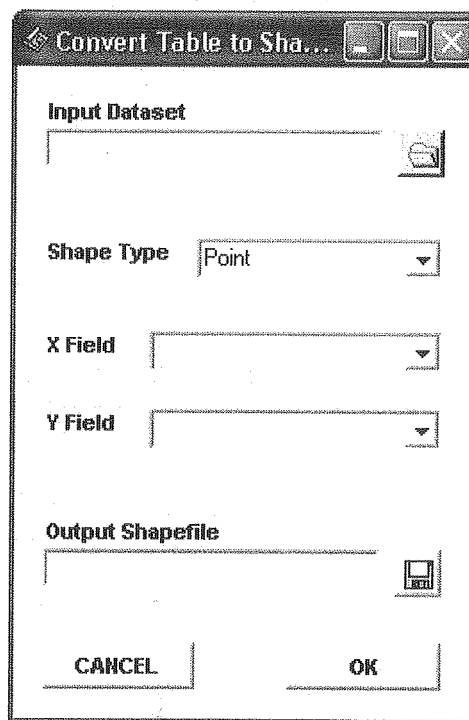 Convert Table to Sha...
Input Dataset
Shape Type Point
X Field
Y Field
Output Shapefile
CANCEL OK